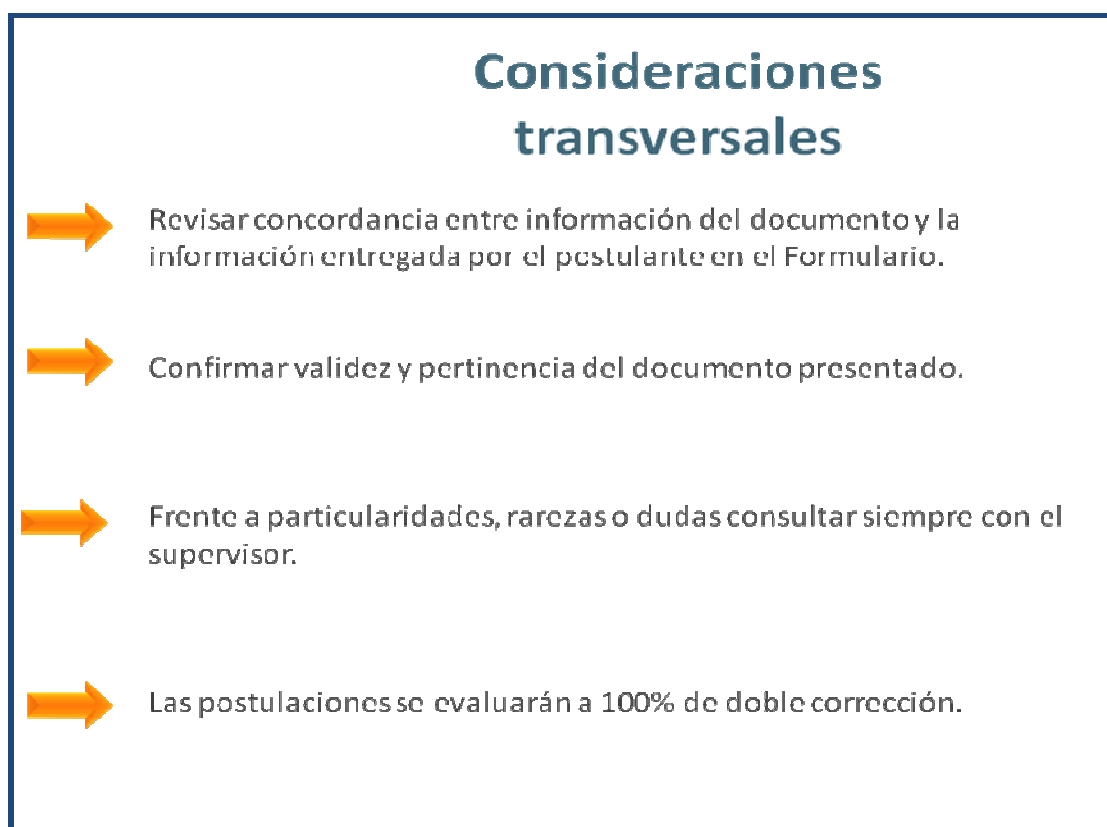 Consideraciones
transversales
Revisar concordancia entre información del documento y la
información entregada por el postulante en el Formulario.
Confirmar validez y pertinencia del documento presentado.
Frente a particularidades, rarezas o dudas consultar siempre con el
supervisor.
Las postulaciones se evaluarán a 100% de doble corrección.